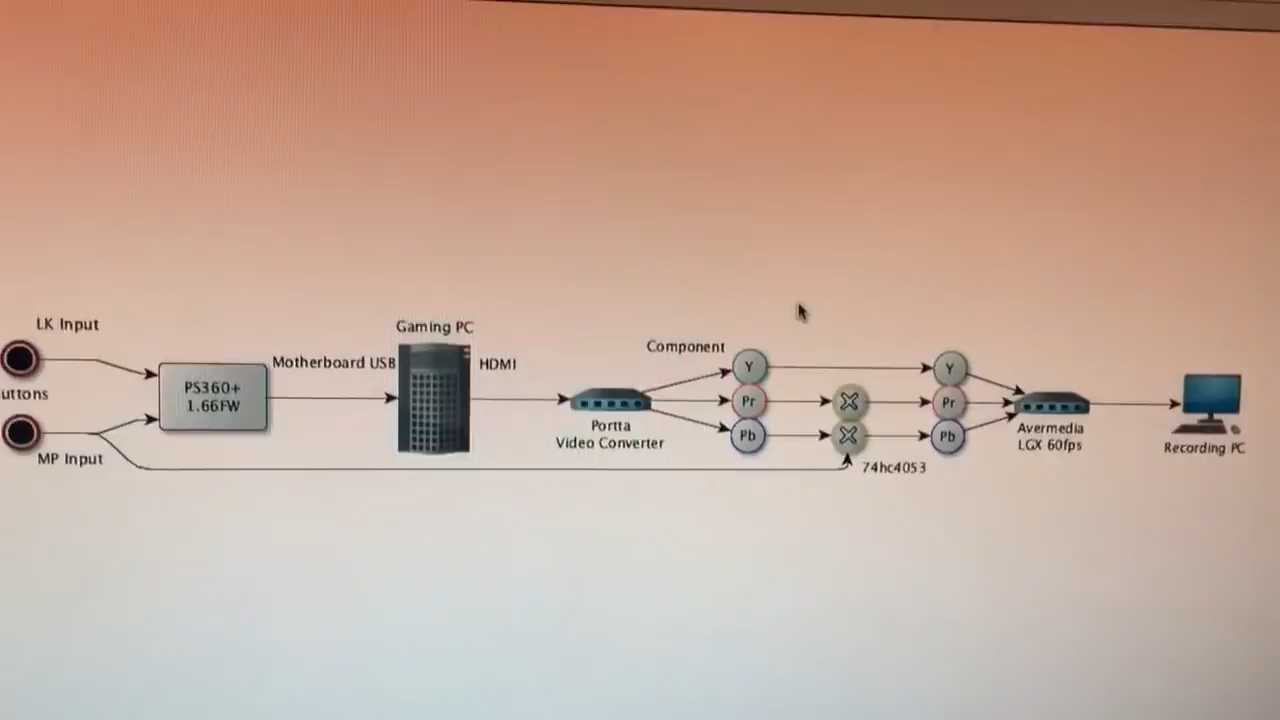 LK Input
uttons
MP Input
PS360+
1.66FW
Motherboard USB
Gaming PC
HDMI
Portta
Video Converter
Component
Y
Pr
Pb
74hc4053
Y
Pr
Pb
Avermedia
LGX 60fps
Recording PC